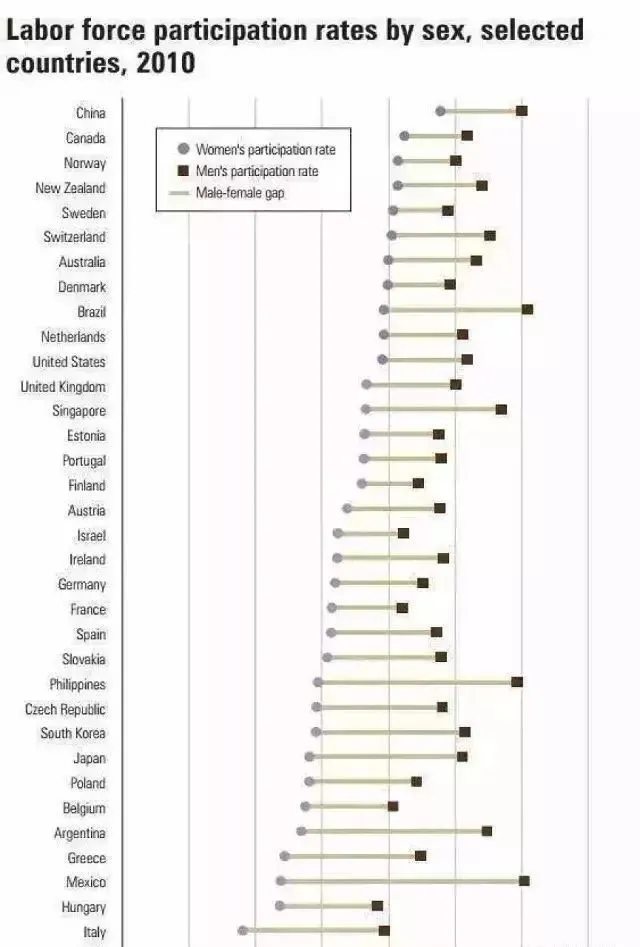 Labor force participation rates by sex, selected
countries, 2010
China
Women's participation rate
Men's participation rate
Male-female gap
Canada
Norway
New Zealand
Sweden
Switzerland
Australia
Denmark
Brazil
Netherlands
United States
United Kingdom
Singapore
Estonia
Portugal
Finland
Austria
Israel
Ireland
Germany
France
Spain
Slovakia
Philippines
Czech Republic
South Korea
Japan
Poland
Belgium
Argentina
Greece
Mexico
Hungary
Italy